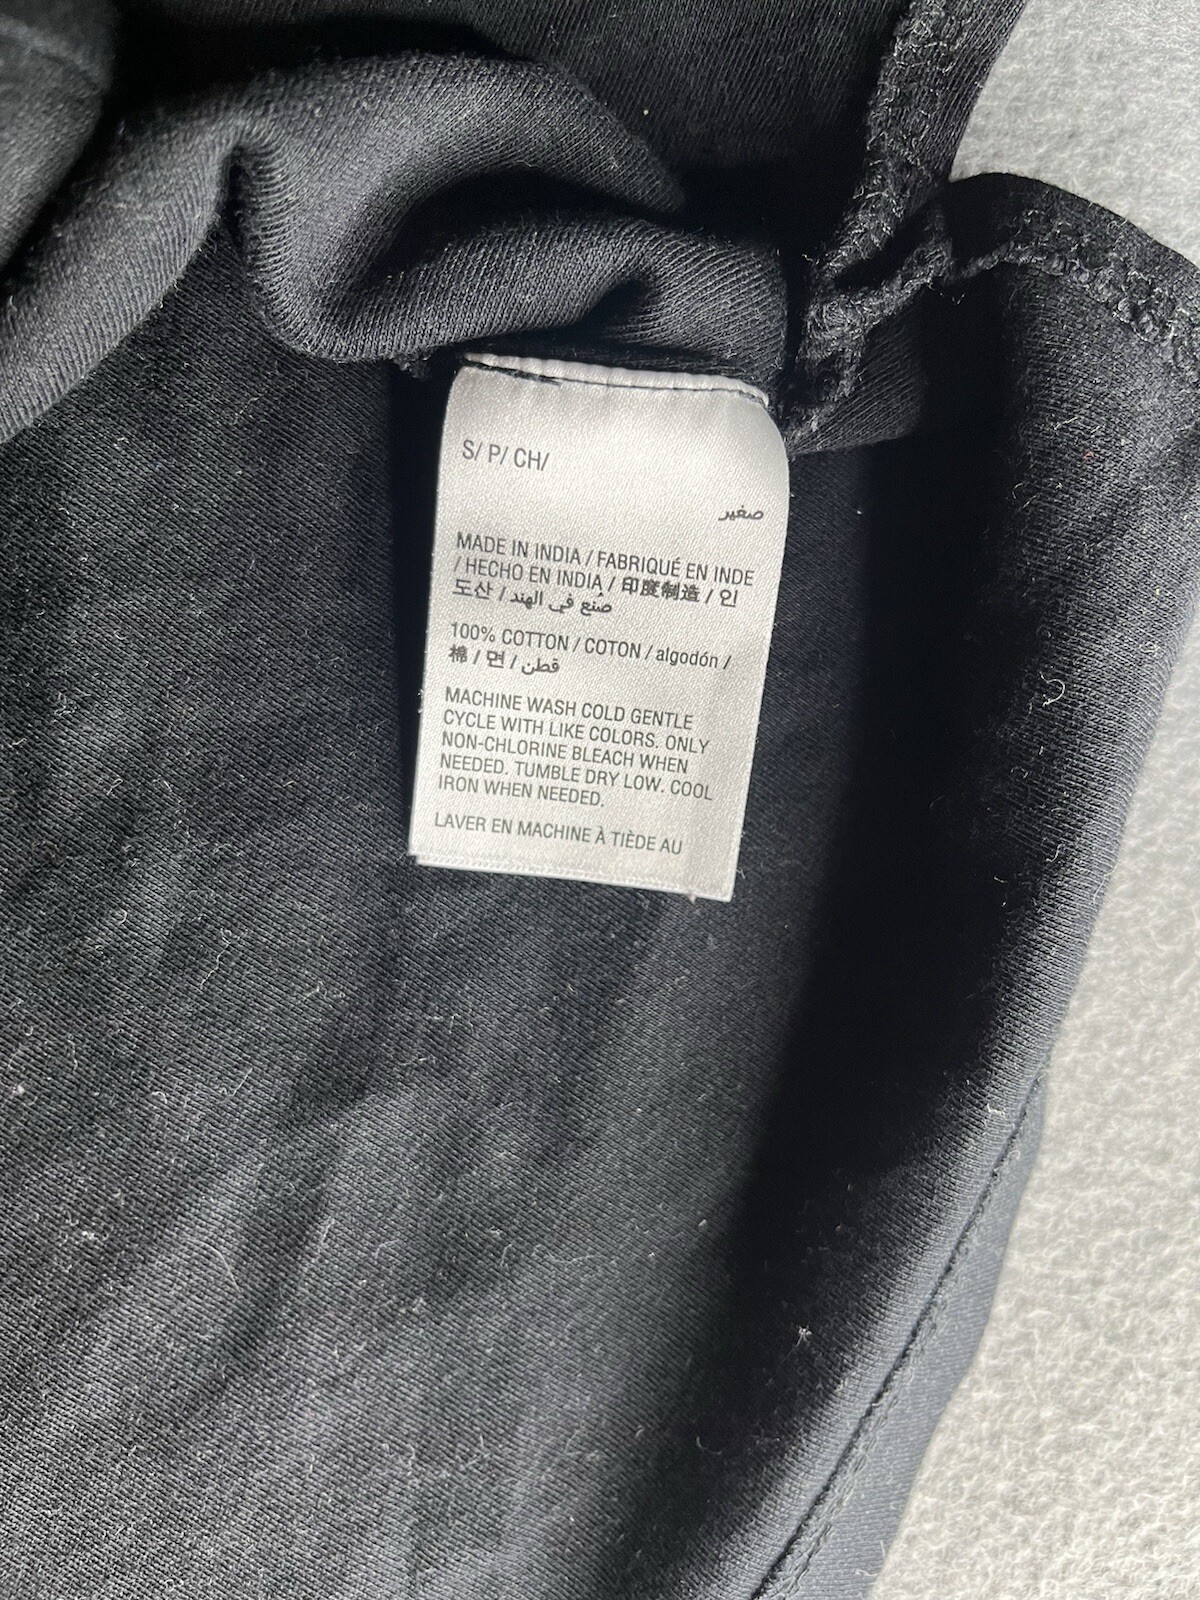 S/ P/ CH/
صغير
MADE IN INDIA / FABRIQUÉ EN INDE
/ HECHO EN INDIA / 印度制造 / 인
도산 / صنع في الهند
100% COTTON / COTON / algodón /
棉 / 면 / قطن
MACHINE WASH COLD GENTLE
CYCLE WITH LIKE COLORS. ONLY
NON-CHLORINE BLEACH WHEN
NEEDED. TUMBLE DRY LOW. COOL
IRON WHEN NEEDED.
LAVER EN MACHINE À TIÈDE AU